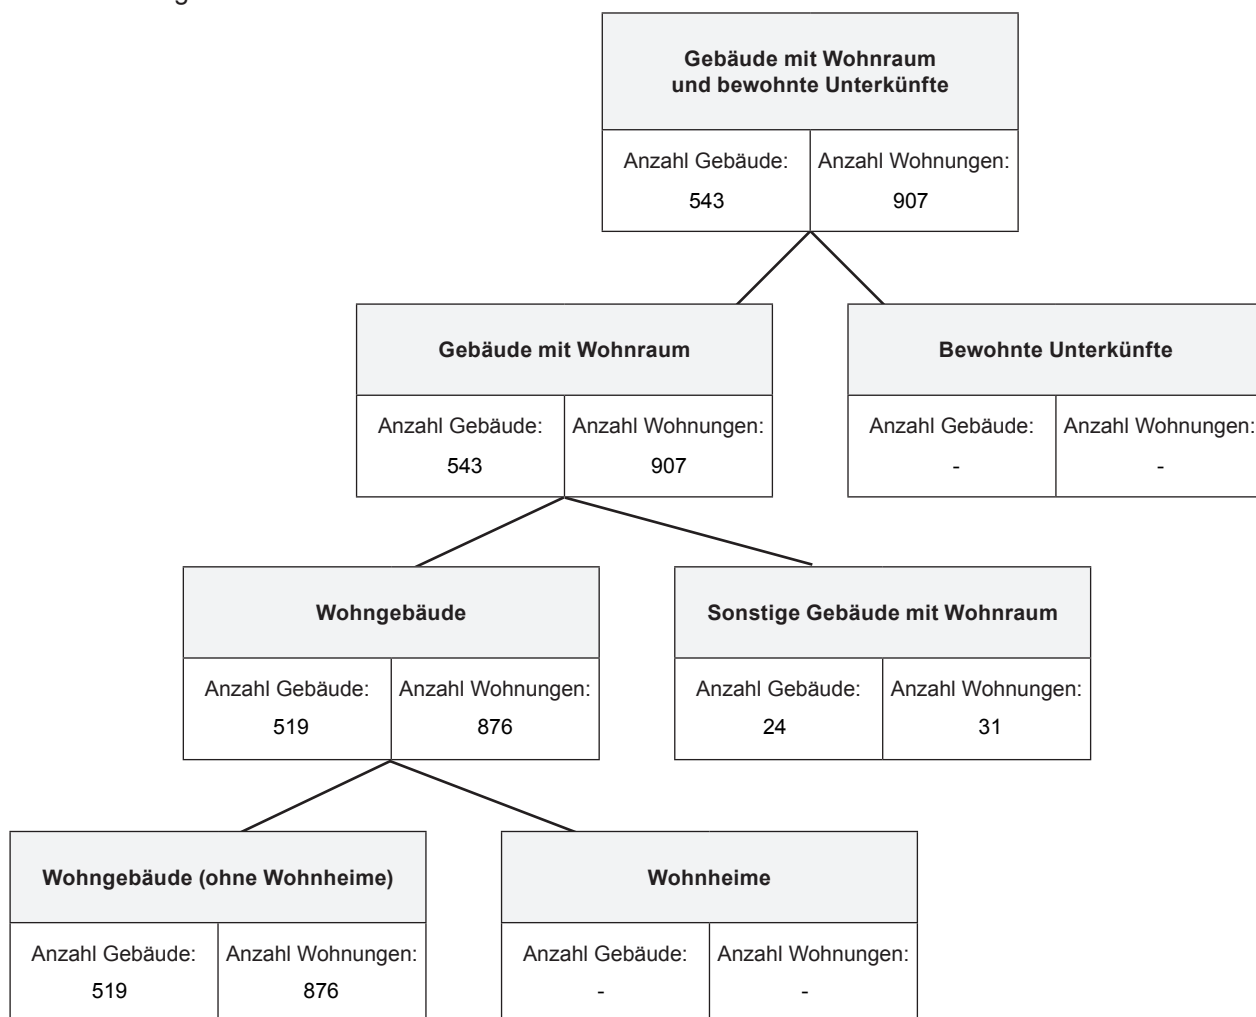 Gebäude mit Wohnraum
und bewohnte Unterkünfte
Anzahl Gebäude: Anzahl Wohnungen:
543 907
Gebäude mit Wohnraum
Anzahl Gebäude: Anzahl Wohnungen:
543 907
Bewohnte Unterkünfte
Anzahl Gebäude: Anzahl Wohnungen:
- -
Wohngebäude
Anzahl Gebäude: Anzahl Wohnungen:
519 876
Sonstige Gebäude mit Wohnraum
Anzahl Gebäude: Anzahl Wohnungen:
24 31
Wohngebäude (ohne Wohnheime)
Anzahl Gebäude: Anzahl Wohnungen:
519 876
Wohnheime
Anzahl Gebäude: Anzahl Wohnungen:
- -